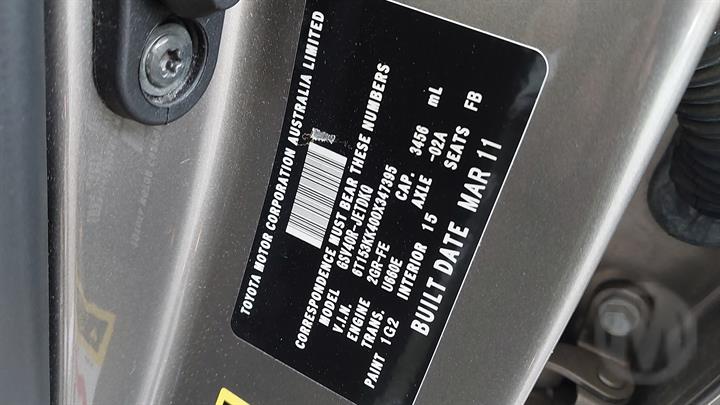 TOYOTA MOTOR CORPORATION AUSTRALIA LIMITED
CORRESPONDENCE MUST BEAR THESE NUMBERS
MODEL GSV40R-JETDKQ
V.I.N. 6T153KK400X347395
ENGINE 2GR-FE CAP. 3456 mL
TRANS. U660E AXLE -02A
PAINT 1G2 INTERIOR 15 SEATS FB
BUILT DATE MAR 11